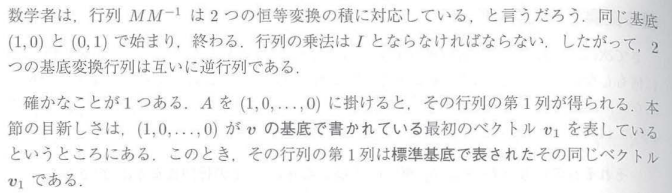 数学者は，行列 MM⁻¹ は 2 つの恒等変換の積に対応している，と言うだろう．同じ基底
(1,0) と (0,1) で始まり，終わる．行列の乗法は I とならなければならない．したがって，2
つの基底変換行列は互いに逆行列である．
確かなことが 1 つある．A を (1,0,...,0) に掛けると，その行列の第 1 列が得られる．本
節の目新しさは，(1,0,...,0) が v の基底で書かれている最初のベクトル v₁ を表している
というところにある．このとき，その行列の第 1 列は標準基底で表されたその同じベクトル
v₁ である．